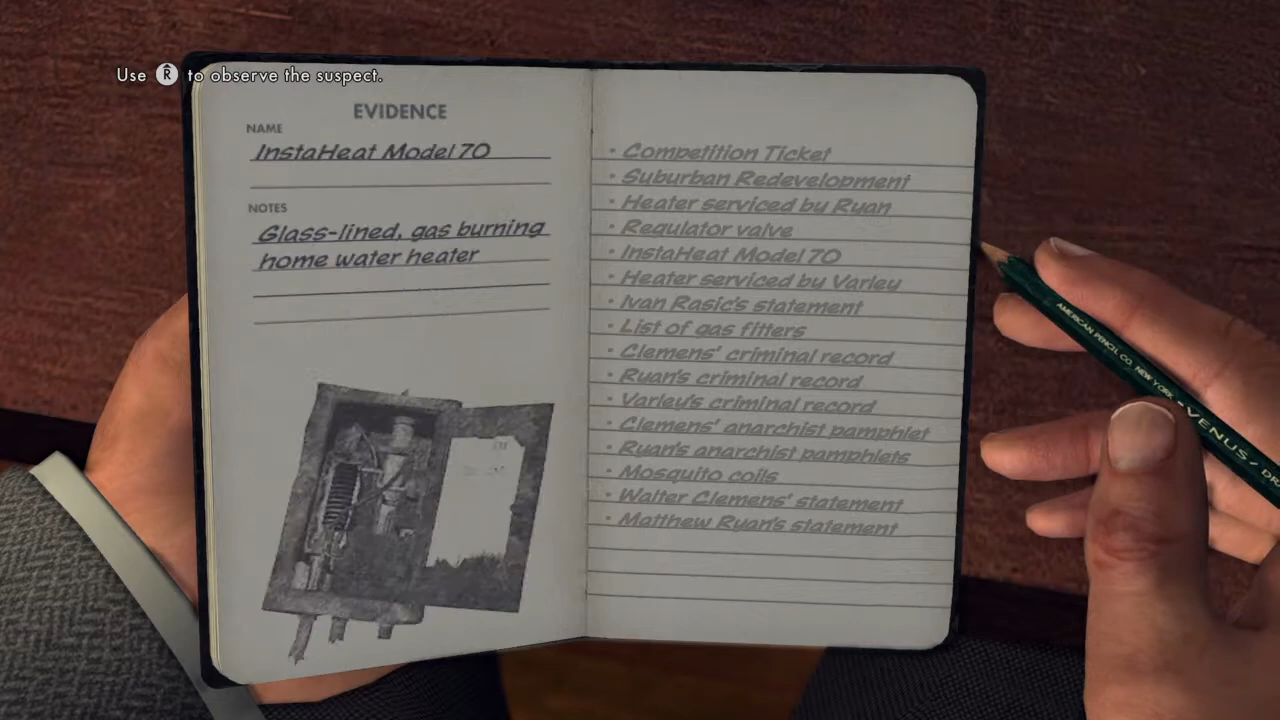 Use R to observe the suspect.
EVIDENCE
NAME
InstaHeat Model 70
NOTES
Glass-lined, gas burning
home water heater
• Competition Ticket
• Suburban Redevelopment
• Heater serviced by Ryan
• Regulator valve
• InstaHeat Model 70
• Heater serviced by Varley
• Ivan Rasic's statement
• List of gas fitters
• Clemens' criminal record
• Ryan's criminal record
• Varley's criminal record
• Clemens' anarchist pamphlet
• Ryan's anarchist pamphlets
• Mosquito coils
• Walter Clemens' statement
• Matthew Ryan's statement
AMERICAN PENCIL CO. NEW YORK
VENUS / DRA